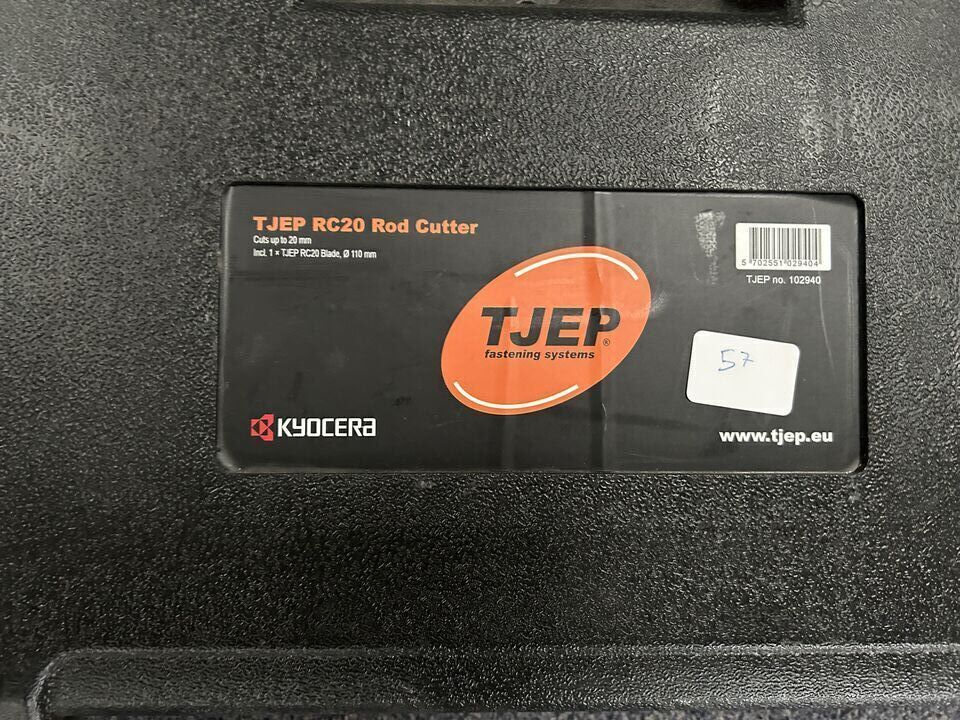 TJEP RC20 Rod Cutter
Cuts up to 20 mm
Incl. 1 × TJEP RC20 Blade, Ø 110 mm
5 702551 029404
TJEP no. 102940
TJEP®
fastening systems
57
KYOCERA
www.tjep.eu